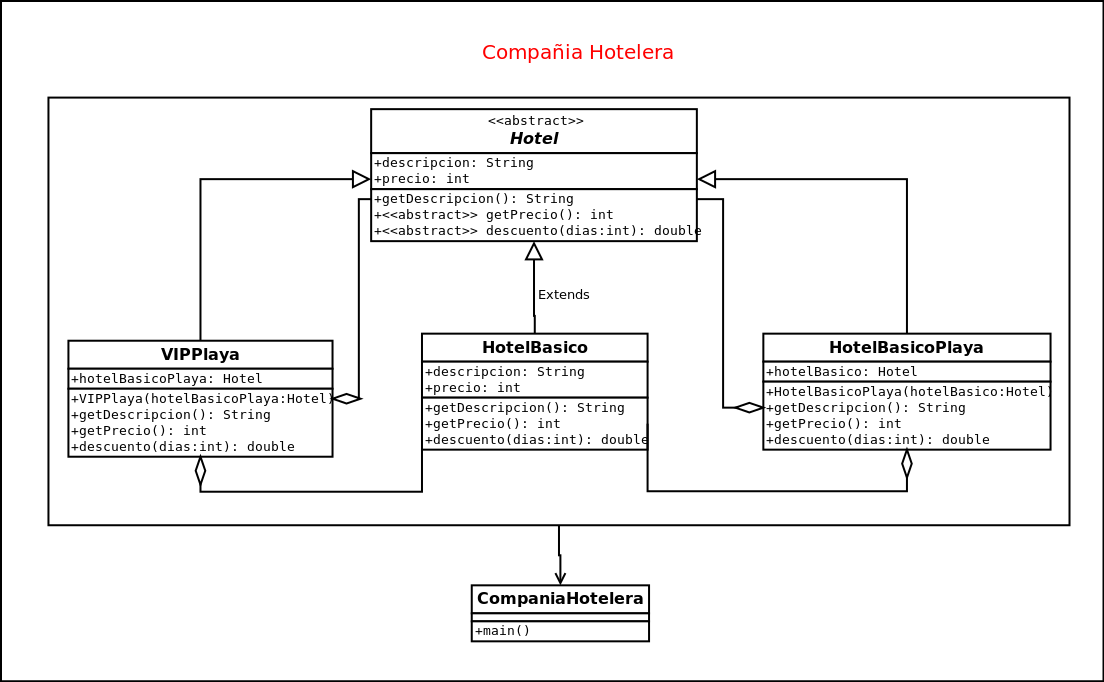 Compañia Hotelera
<<abstract>>
Hotel
+descripcion: String
+precio: int
+getDescripcion(): String
+<<abstract>> getPrecio(): int
+<<abstract>> descuento(dias:int): double
Extends
VIPPlaya
+hotelBasicoPlaya: Hotel
+VIPPlaya(hotelBasicoPlaya:Hotel)
+getDescripcion(): String
+getPrecio(): int
+descuento(dias:int): double
HotelBasico
+descripcion: String
+precio: int
+getDescripcion(): String
+getPrecio(): int
+descuento(dias:int): double
HotelBasicoPlaya
+hotelBasico: Hotel
+HotelBasicoPlaya(hotelBasico:Hotel)
+getDescripcion(): String
+getPrecio(): int
+descuento(dias:int): double
CompaniaHotelera
+main()